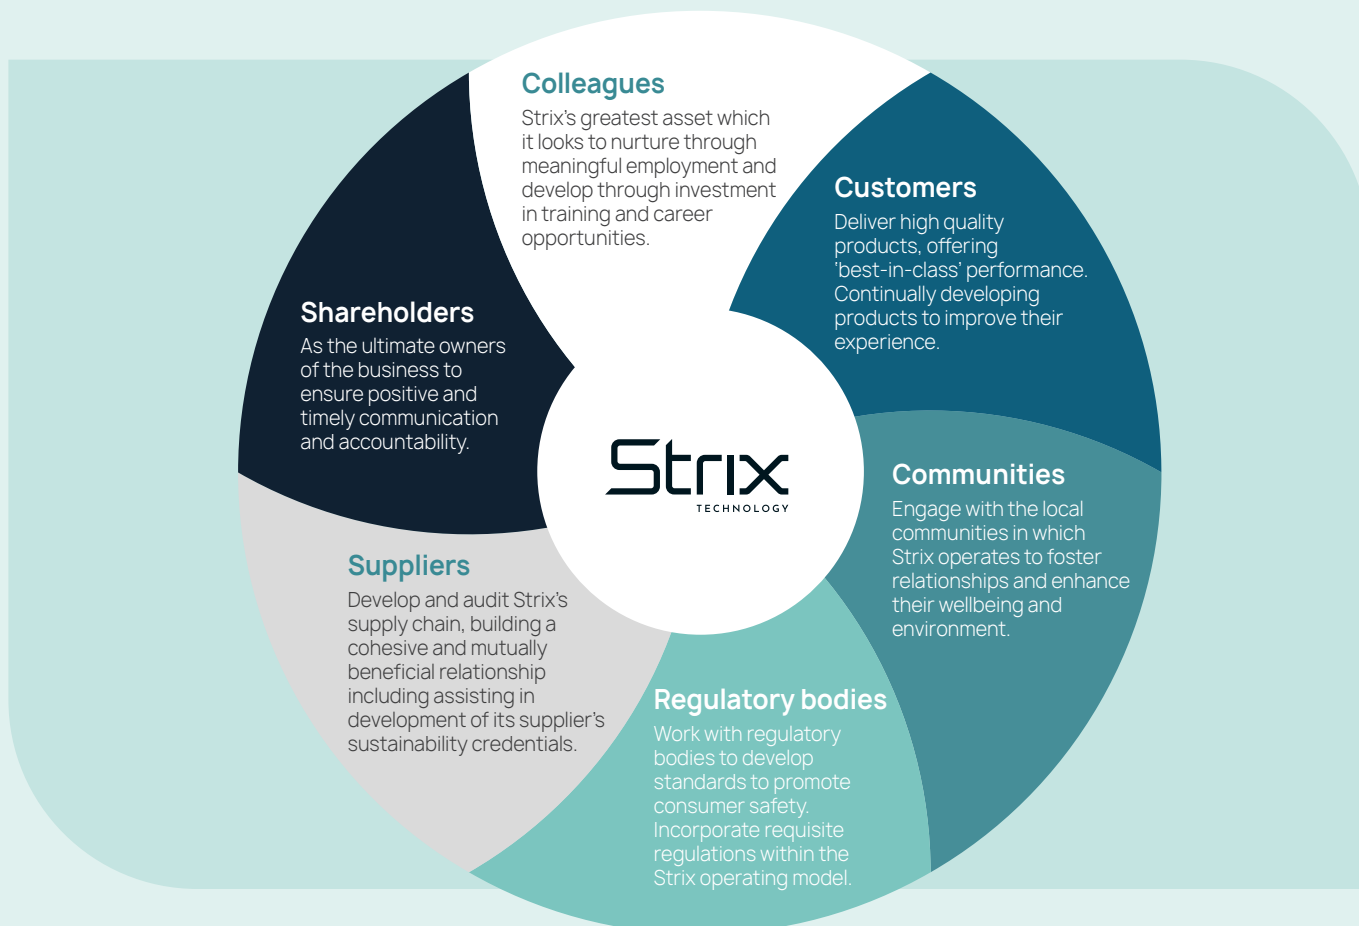 Colleagues
Strix's greatest asset which
it looks to nurture through
meaningful employment and
develop through investment
in training and career
opportunities.
Customers
Deliver high quality
products, offering
'best-in-class' performance.
Continually developing
products to improve their
experience.
Shareholders
As the ultimate owners
of the business to
ensure positive and
timely communication
and accountability.
Strix
TECHNOLOGY
Communities
Engage with the local
communities in which
Strix operates to foster
relationships and enhance
their wellbeing and
environment.
Suppliers
Develop and audit Strix's
supply chain, building a
cohesive and mutually
beneficial relationship
including assisting in
development of its supplier's
sustainability credentials.
Regulatory bodies
Work with regulatory
bodies to develop
standards to promote
consumer safety.
Incorporate requisite
regulations within the
Strix operating model.